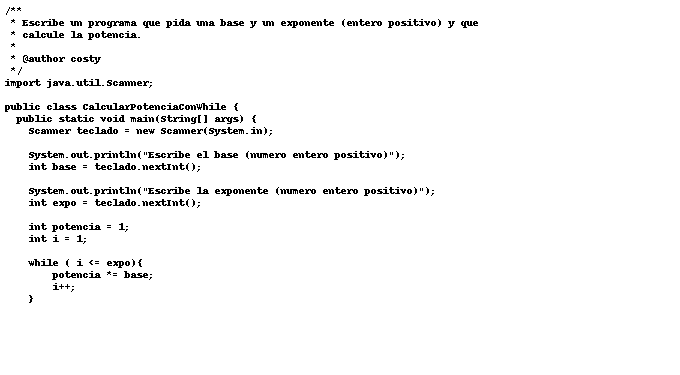 /**
 * Escribe un programa que pida una base y un exponente (entero positivo) y que
 * calcule la potencia.
 *
 * @author costy
 */
import java.util.Scanner;

public class CalcularPotenciaConWhile {
  public static void main(String[] args) {
    Scanner teclado = new Scanner(System.in);

    System.out.println("Escribe el base (numero entero positivo)");
    int base = teclado.nextInt();

    System.out.println("Escribe la exponente (numero entero positivo)");
    int expo = teclado.nextInt();

    int potencia = 1;
    int i = 1;

    while ( i <= expo){
        potencia *= base;
        i++;
    }